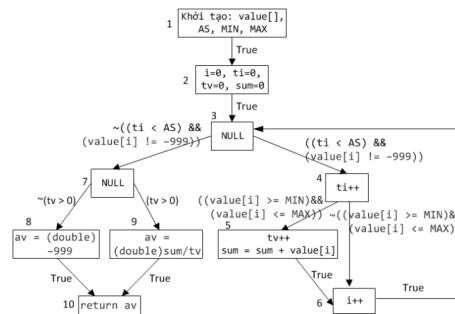 1
Khởi tạo: value[],
AS, MIN, MAX
True
2
i=0, ti=0,
tv=0, sum=0
True
3
NULL
~((ti < AS) &&
(value[i] != -999))
((ti < AS) &&
(value[i] != -999))
7
NULL
4
ti++
~(tv > 0)
(tv > 0)
((value[i] >= MIN)&&
(value[i] <= MAX))
~((value[i] >= MIN)&
(value[i] <= MAX)
8
av = (double)
-999
9
av =
(double)sum/tv
5
tv++
sum = sum + value[i]
True
True
True
10
return av
6
i++
True